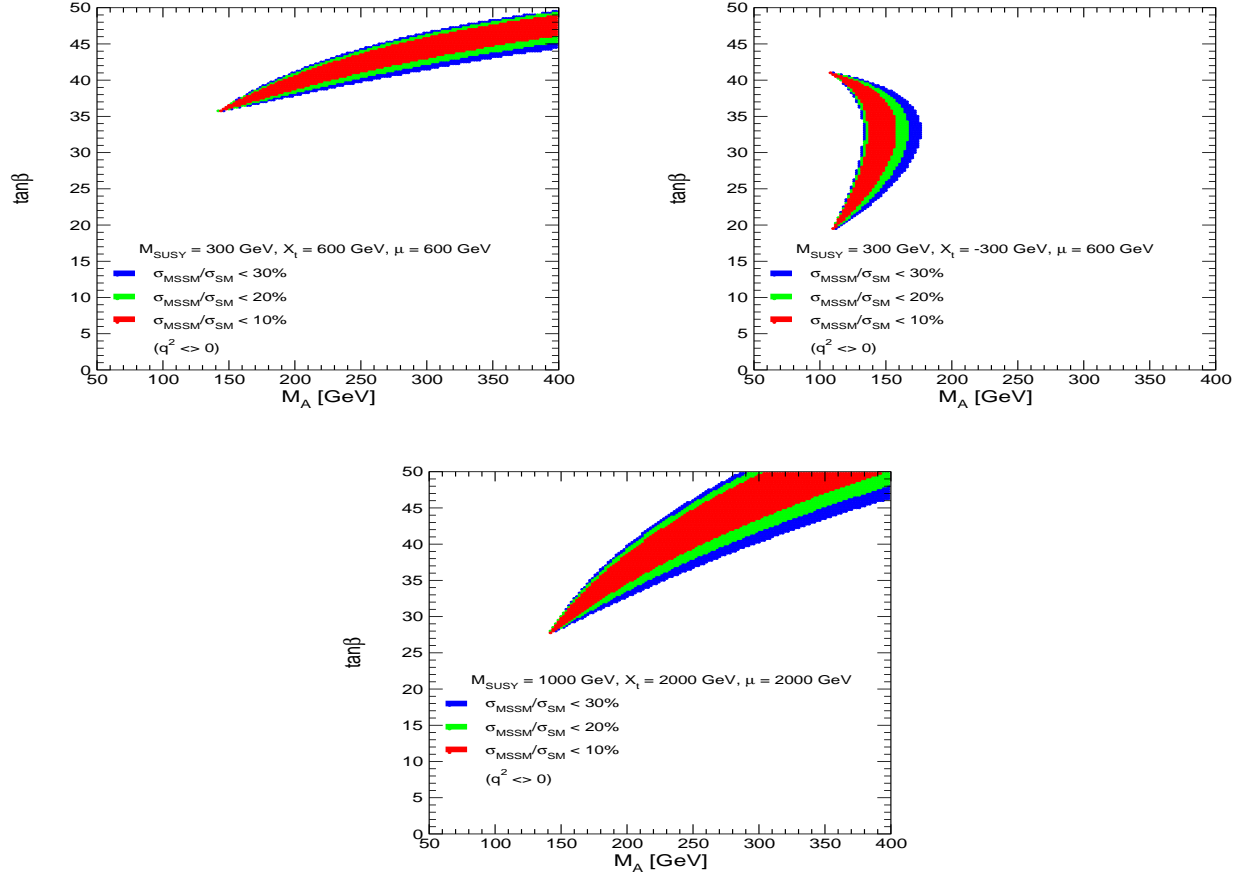 50
45
40
35
30
25
20
15
10
5
0
tanβ
M_SUSY = 300 GeV, X_t = 600 GeV, μ = 600 GeV
σ_MSSM/σ_SM < 30%
σ_MSSM/σ_SM < 20%
σ_MSSM/σ_SM < 10%
(q² <> 0)
50 100 150 200 250 300 350 400
M_A [GeV]
50
45
40
35
30
25
20
15
10
5
0
tanβ
M_SUSY = 300 GeV, X_t = -300 GeV, μ = 600 GeV
σ_MSSM/σ_SM < 30%
σ_MSSM/σ_SM < 20%
σ_MSSM/σ_SM < 10%
(q² <> 0)
50 100 150 200 250 300 350 400
M_A [GeV]
50
45
40
35
30
25
20
15
10
5
0
tanβ
M_SUSY = 1000 GeV, X_t = 2000 GeV, μ = 2000 GeV
σ_MSSM/σ_SM < 30%
σ_MSSM/σ_SM < 20%
σ_MSSM/σ_SM < 10%
(q² <> 0)
50 100 150 200 250 300 350 400
M_A [GeV]